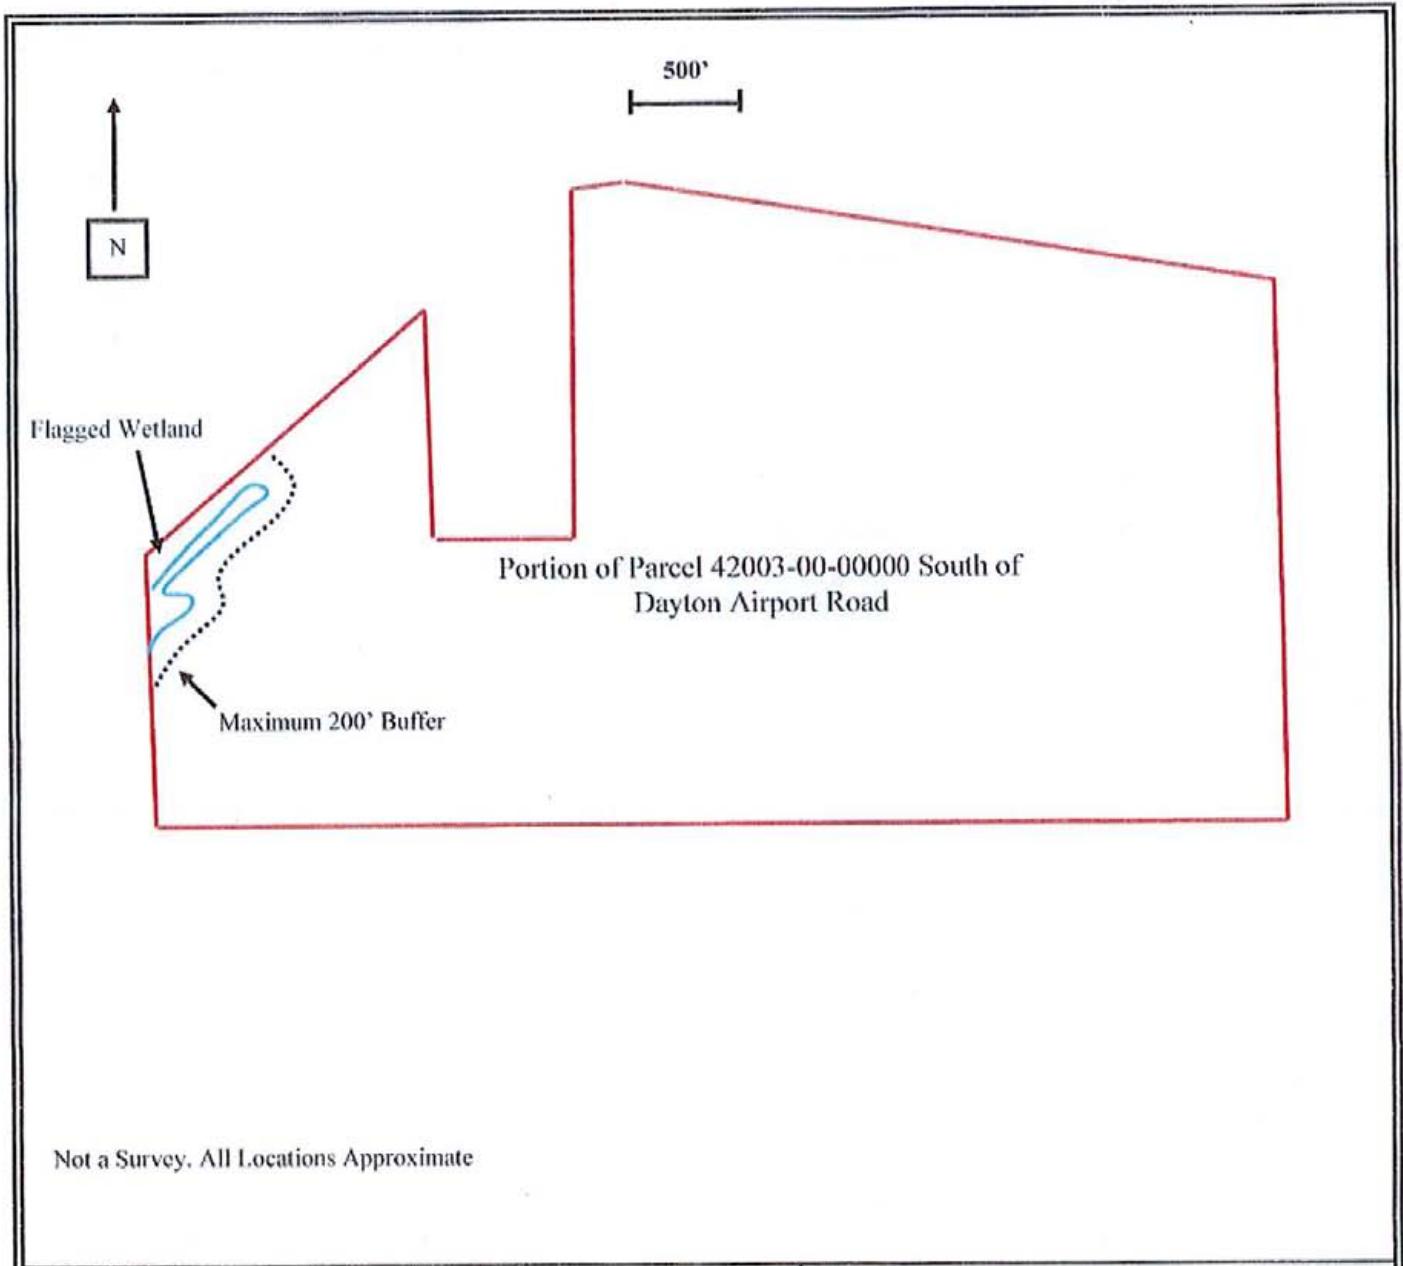 500’
N
Flagged Wetland
Portion of Parcel 42003-00-00000 South of
Dayton Airport Road
Maximum 200’ Buffer
Not a Survey. All Locations Approximate